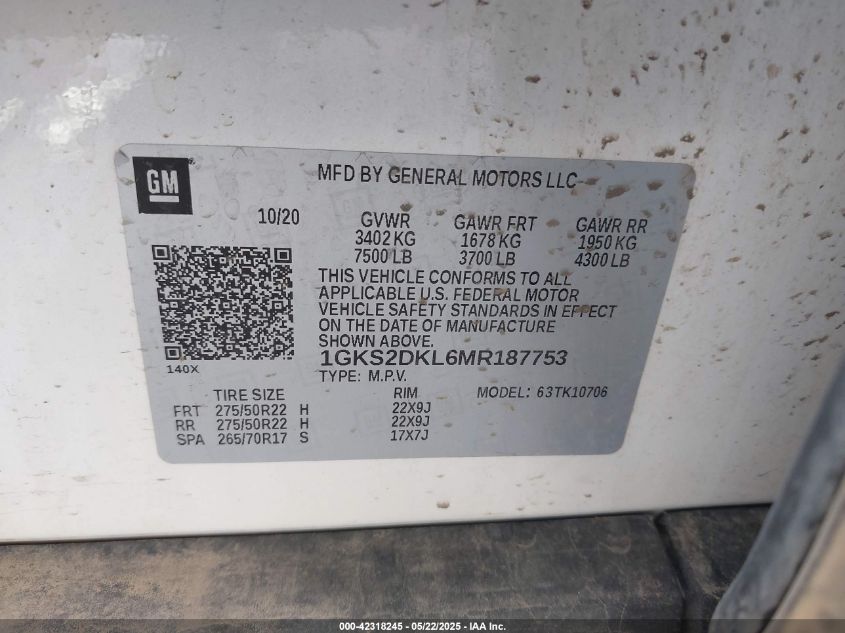 GM
MFD BY GENERAL MOTORS LLC
10/20
GVWR GAWR FRT GAWR RR
3402 KG 1678 KG 1950 KG
7500 LB 3700 LB 4300 LB
THIS VEHICLE CONFORMS TO ALL
APPLICABLE U.S. FEDERAL MOTOR
VEHICLE SAFETY STANDARDS IN EFFECT
ON THE DATE OF MANUFACTURE
SHOWN ABOVE.
1GKS2DKL6MR187753
140X
TYPE: M.P.V.
TIRE SIZE RIM MODEL: 63TK10706
FRT 275/50R22 H 22X9J
RR 275/50R22 H 22X9J
SPA 265/70R17 S 17X7J
000-42318245 - 05/22/2025 - IAA Inc.